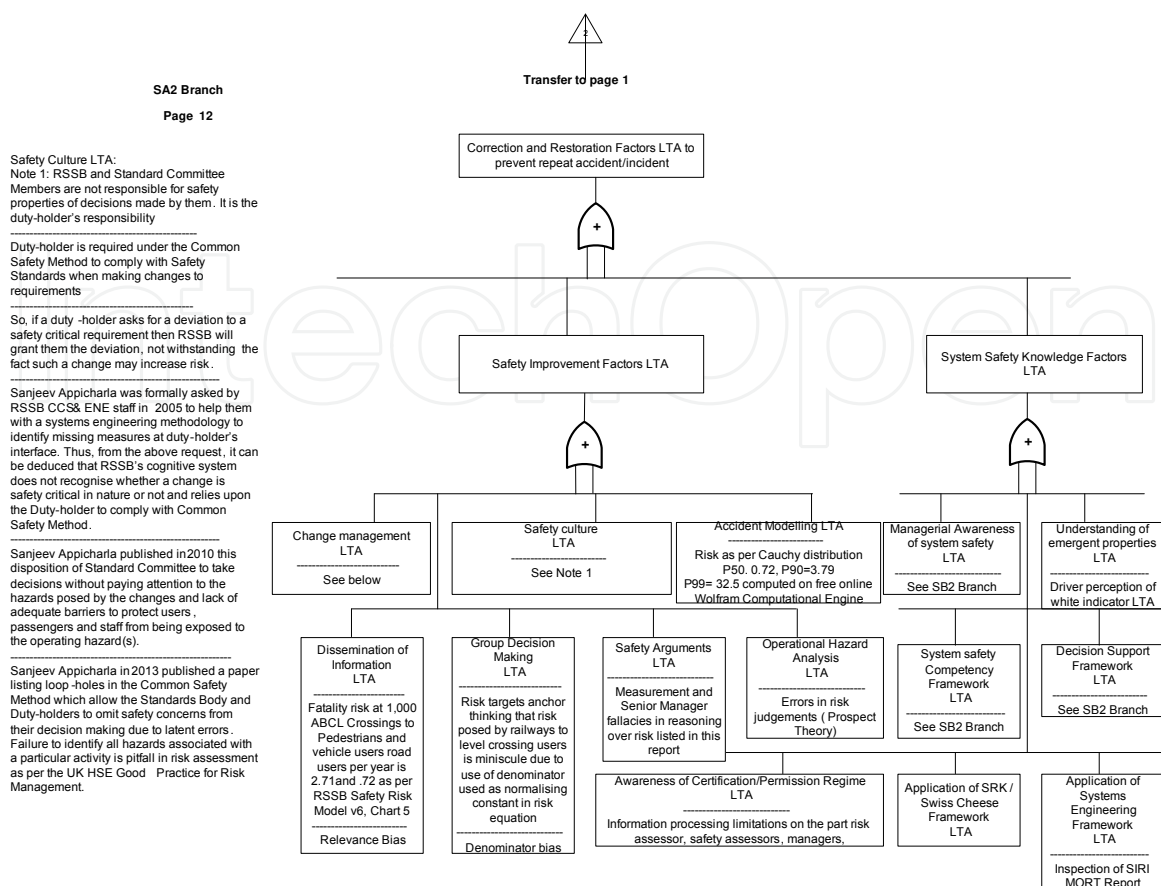 2
Transfer to page 1
SA2 Branch
Page 12
Safety Culture LTA:
Note 1: RSSB and Standard Committee
Members are not responsible for safety
properties of decisions made by them. It is the
duty-holder's responsibility
Duty-holder is required under the Common
Safety Method to comply with Safety
Standards when making changes to
requirements
So, if a duty -holder asks for a deviation to a
safety critical requirement then RSSB will
grant them the deviation, not withstanding the
fact such a change may increase risk.
Sanjeev Appicharla was formally asked by
RSSB CCS& ENE staff in 2005 to help them
with a systems engineering methodology to
identify missing measures at duty-holder's
interface. Thus, from the above request, it can
be deduced that RSSB's cognitive system
does not recognise whether a change is
safety critical in nature or not and relies upon
the Duty-holder to comply with Common
Safety Method.
Sanjeev Appicharla published in2010 this
disposition of Standard Committee to take
decisions without paying attention to the
hazards posed by the changes and lack of
adequate barriers to protect users,
passengers and staff from being exposed to
the operating hazard(s).
Sanjeev Appicharla in 2013 published a paper
listing loop -holes in the Common Safety
Method which allow the Standards Body and
Duty-holders to omit safety concerns from
their decision making due to latent errors.
Failure to identify all hazards associated with
a particular activity is pitfall in risk assessment
as per the UK HSE Good Practice for Risk
Management.
Correction and Restoration Factors LTA to
prevent repeat accident/incident
+
Safety Improvement Factors LTA
System Safety Knowledge Factors
LTA
+
+
Change management
LTA
See below
Safety culture
LTA
See Note 1
Accident Modelling LTA
Risk as per Cauchy distribution
P50. 0.72, P90=3.79
P99= 32.5 computed on free online
Wolfram Computational Engine
Managerial Awareness
of system safety
LTA
See SB2 Branch
Understanding of
emergent properties
LTA
Driver perception of
white indicator LTA
Dissemination of
Information
LTA
Fatality risk at 1,000
ABCL Crossings to
Pedestrians and
vehicle users road
users per year is
2.71and .72 as per
RSSB Safety Risk
Model v6, Chart 5
Relevance Bias
Group Decision
Making
LTA
Risk targets anchor
thinking that risk
posed by railways to
level crossing users
is miniscule due to
use of denominator
used as normalising
constant in risk
equation
Denominator bias
Safety Arguments
LTA
Measurement and
Senior Manager
fallacies in reasoning
over risk listed in this
report
Operational Hazard
Analysis
LTA
Errors in risk
judgements ( Prospect
Theory)
System safety
Competency
Framework
LTA
See SB2 Branch
Decision Support
Framework
LTA
See SB2 Branch
Awareness of Certification/Permission Regime
LTA
Information processing limitations on the part risk
assessor, safety assessors, managers,
Application of SRK /
Swiss Cheese
Framework
LTA
Application of
Systems
Engineering
Framework
LTA
Inspection of SIRI
MORT Report
IntechOpen